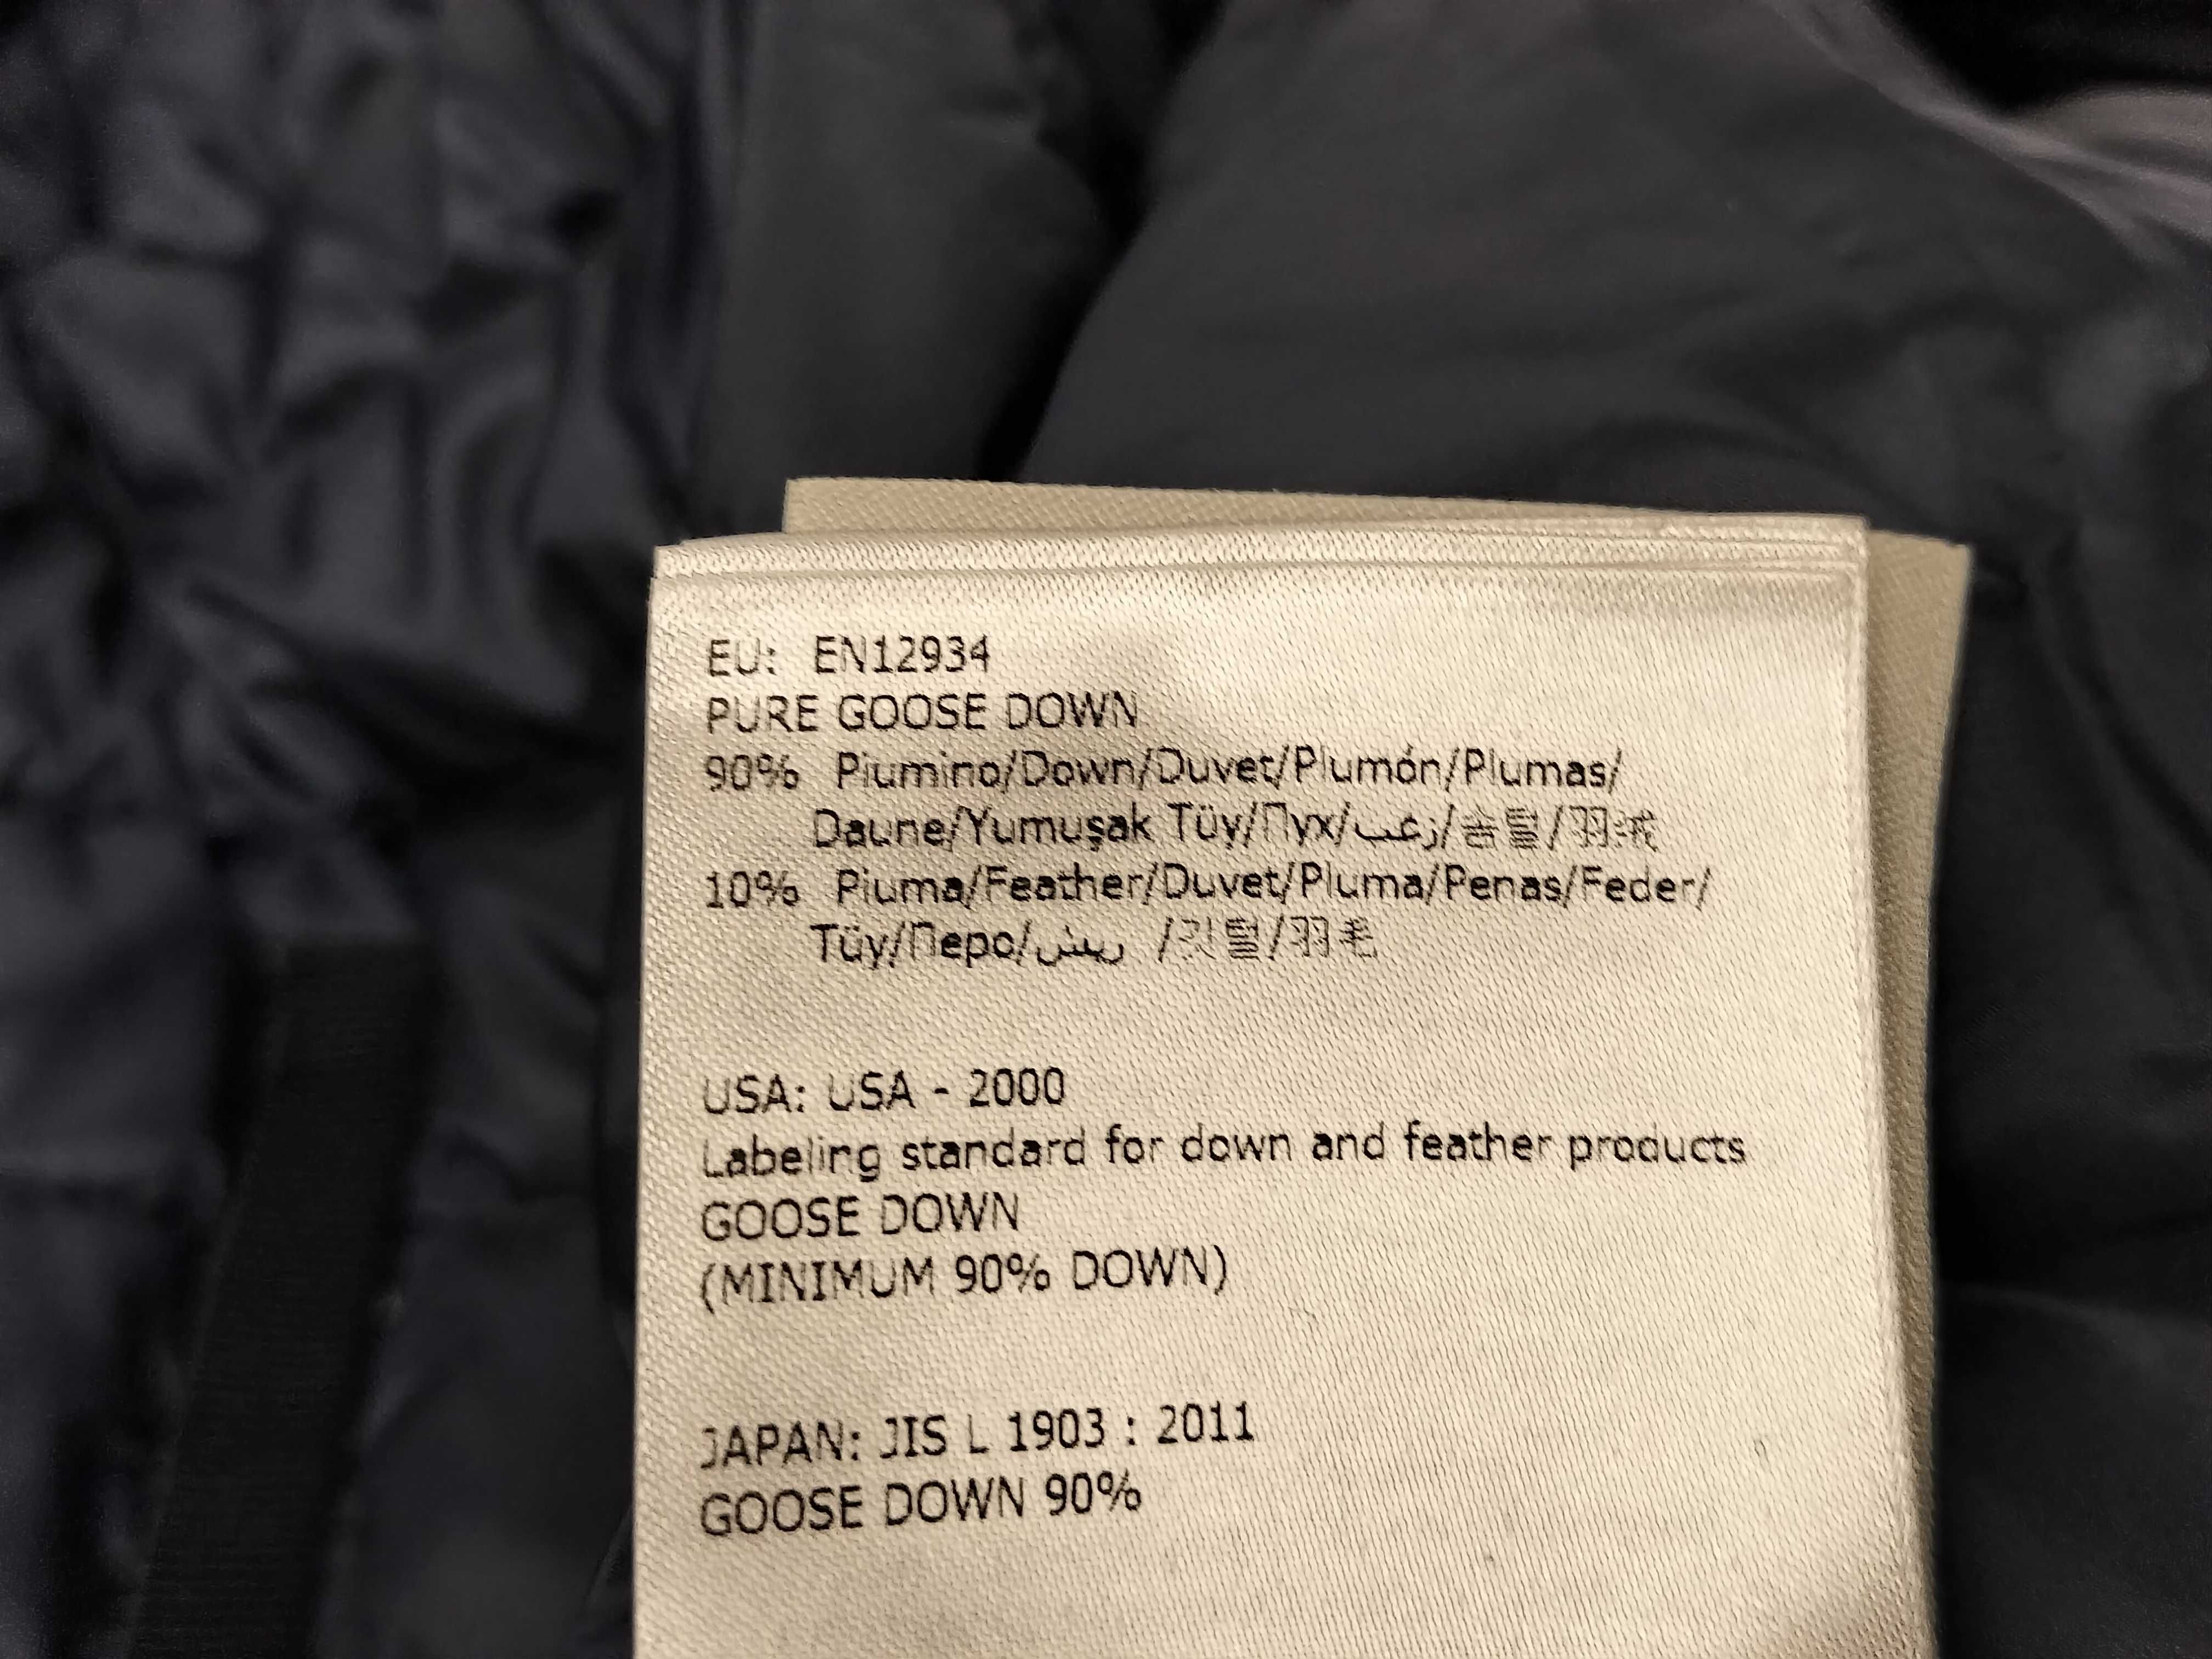 EU: EN12934
PURE GOOSE DOWN
90% Piumino/Down/Duvet/Plumón/Plumas/
Daune/Yumuşak Tüy/Пух/زغب/솜털/羽绒
10% Piuma/Feather/Duvet/Pluma/Penas/Feder/
Tüy/Перо/ريش /깃털/羽毛
USA: USA - 2000
Labeling standard for down and feather products
GOOSE DOWN
(MINIMUM 90% DOWN)
JAPAN: JIS L 1903 : 2011
GOOSE DOWN 90%